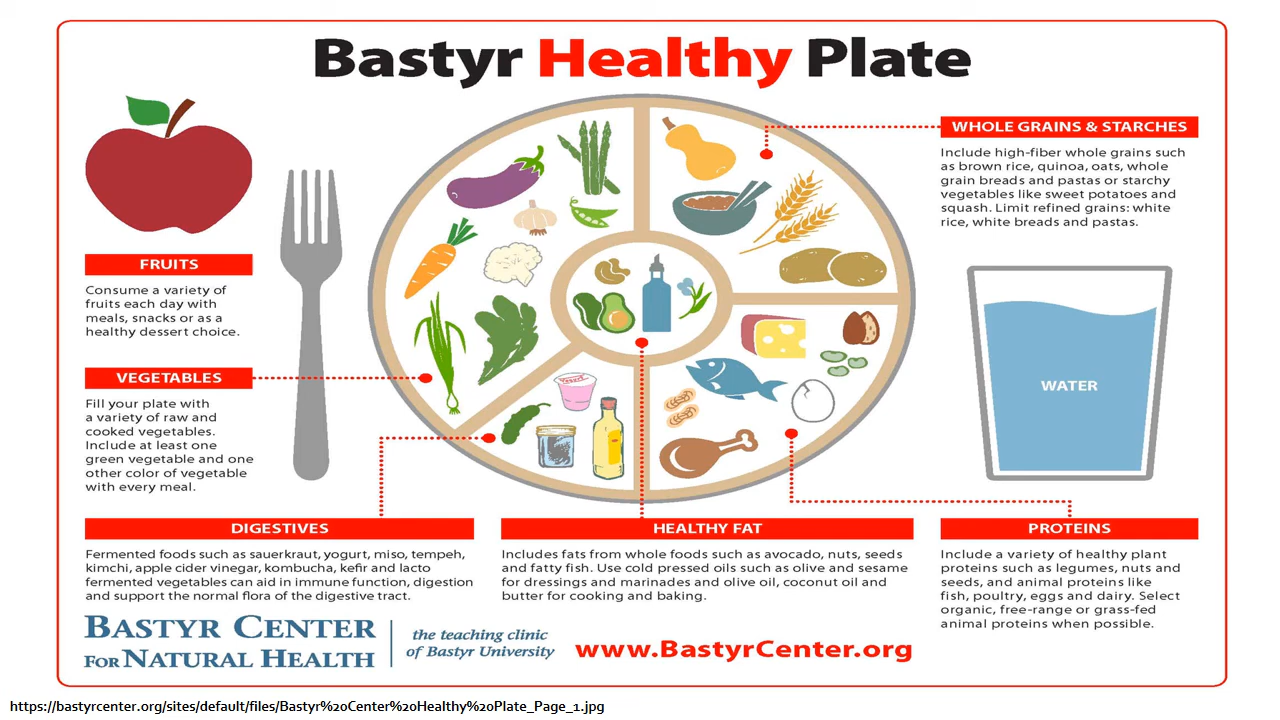 Bastyr Healthy Plate
FRUITS
Consume a variety of
fruits each day with
meals, snacks or as a
healthy dessert choice.
VEGETABLES
Fill your plate with
a variety of raw and
cooked vegetables.
Include at least one
green vegetable and one
other color of vegetable
with every meal.
WHOLE GRAINS & STARCHES
Include high-fiber whole grains such
as brown rice, quinoa, oats, whole
grain breads and pastas or starchy
vegetables like sweet potatoes and
squash. Limit refined grains: white
rice, white breads and pastas.
WATER
Yogurt
DIGESTIVES
Fermented foods such as sauerkraut, yogurt, miso, tempeh,
kimchi, apple cider vinegar, kombucha, kefir and lacto
fermented vegetables can aid in immune function, digestion
and support the normal flora of the digestive tract.
HEALTHY FAT
Includes fats from whole foods such as avocado, nuts, seeds
and fatty fish. Use cold pressed oils such as olive and sesame
for dressings and marinades and olive oil, coconut oil and
butter for cooking and baking.
PROTEINS
Include a variety of healthy plant
proteins such as legumes, nuts and
seeds, and animal proteins like
fish, poultry, eggs and dairy. Select
organic, free-range or grass-fed
animal proteins when possible.
BASTYR CENTER
FOR NATURAL HEALTH
the teaching clinic
of Bastyr University
www.BastyrCenter.org
https://bastyrcenter.org/sites/default/files/Bastyr%20Center%20Healthy%20Plate_Page_1.jpg